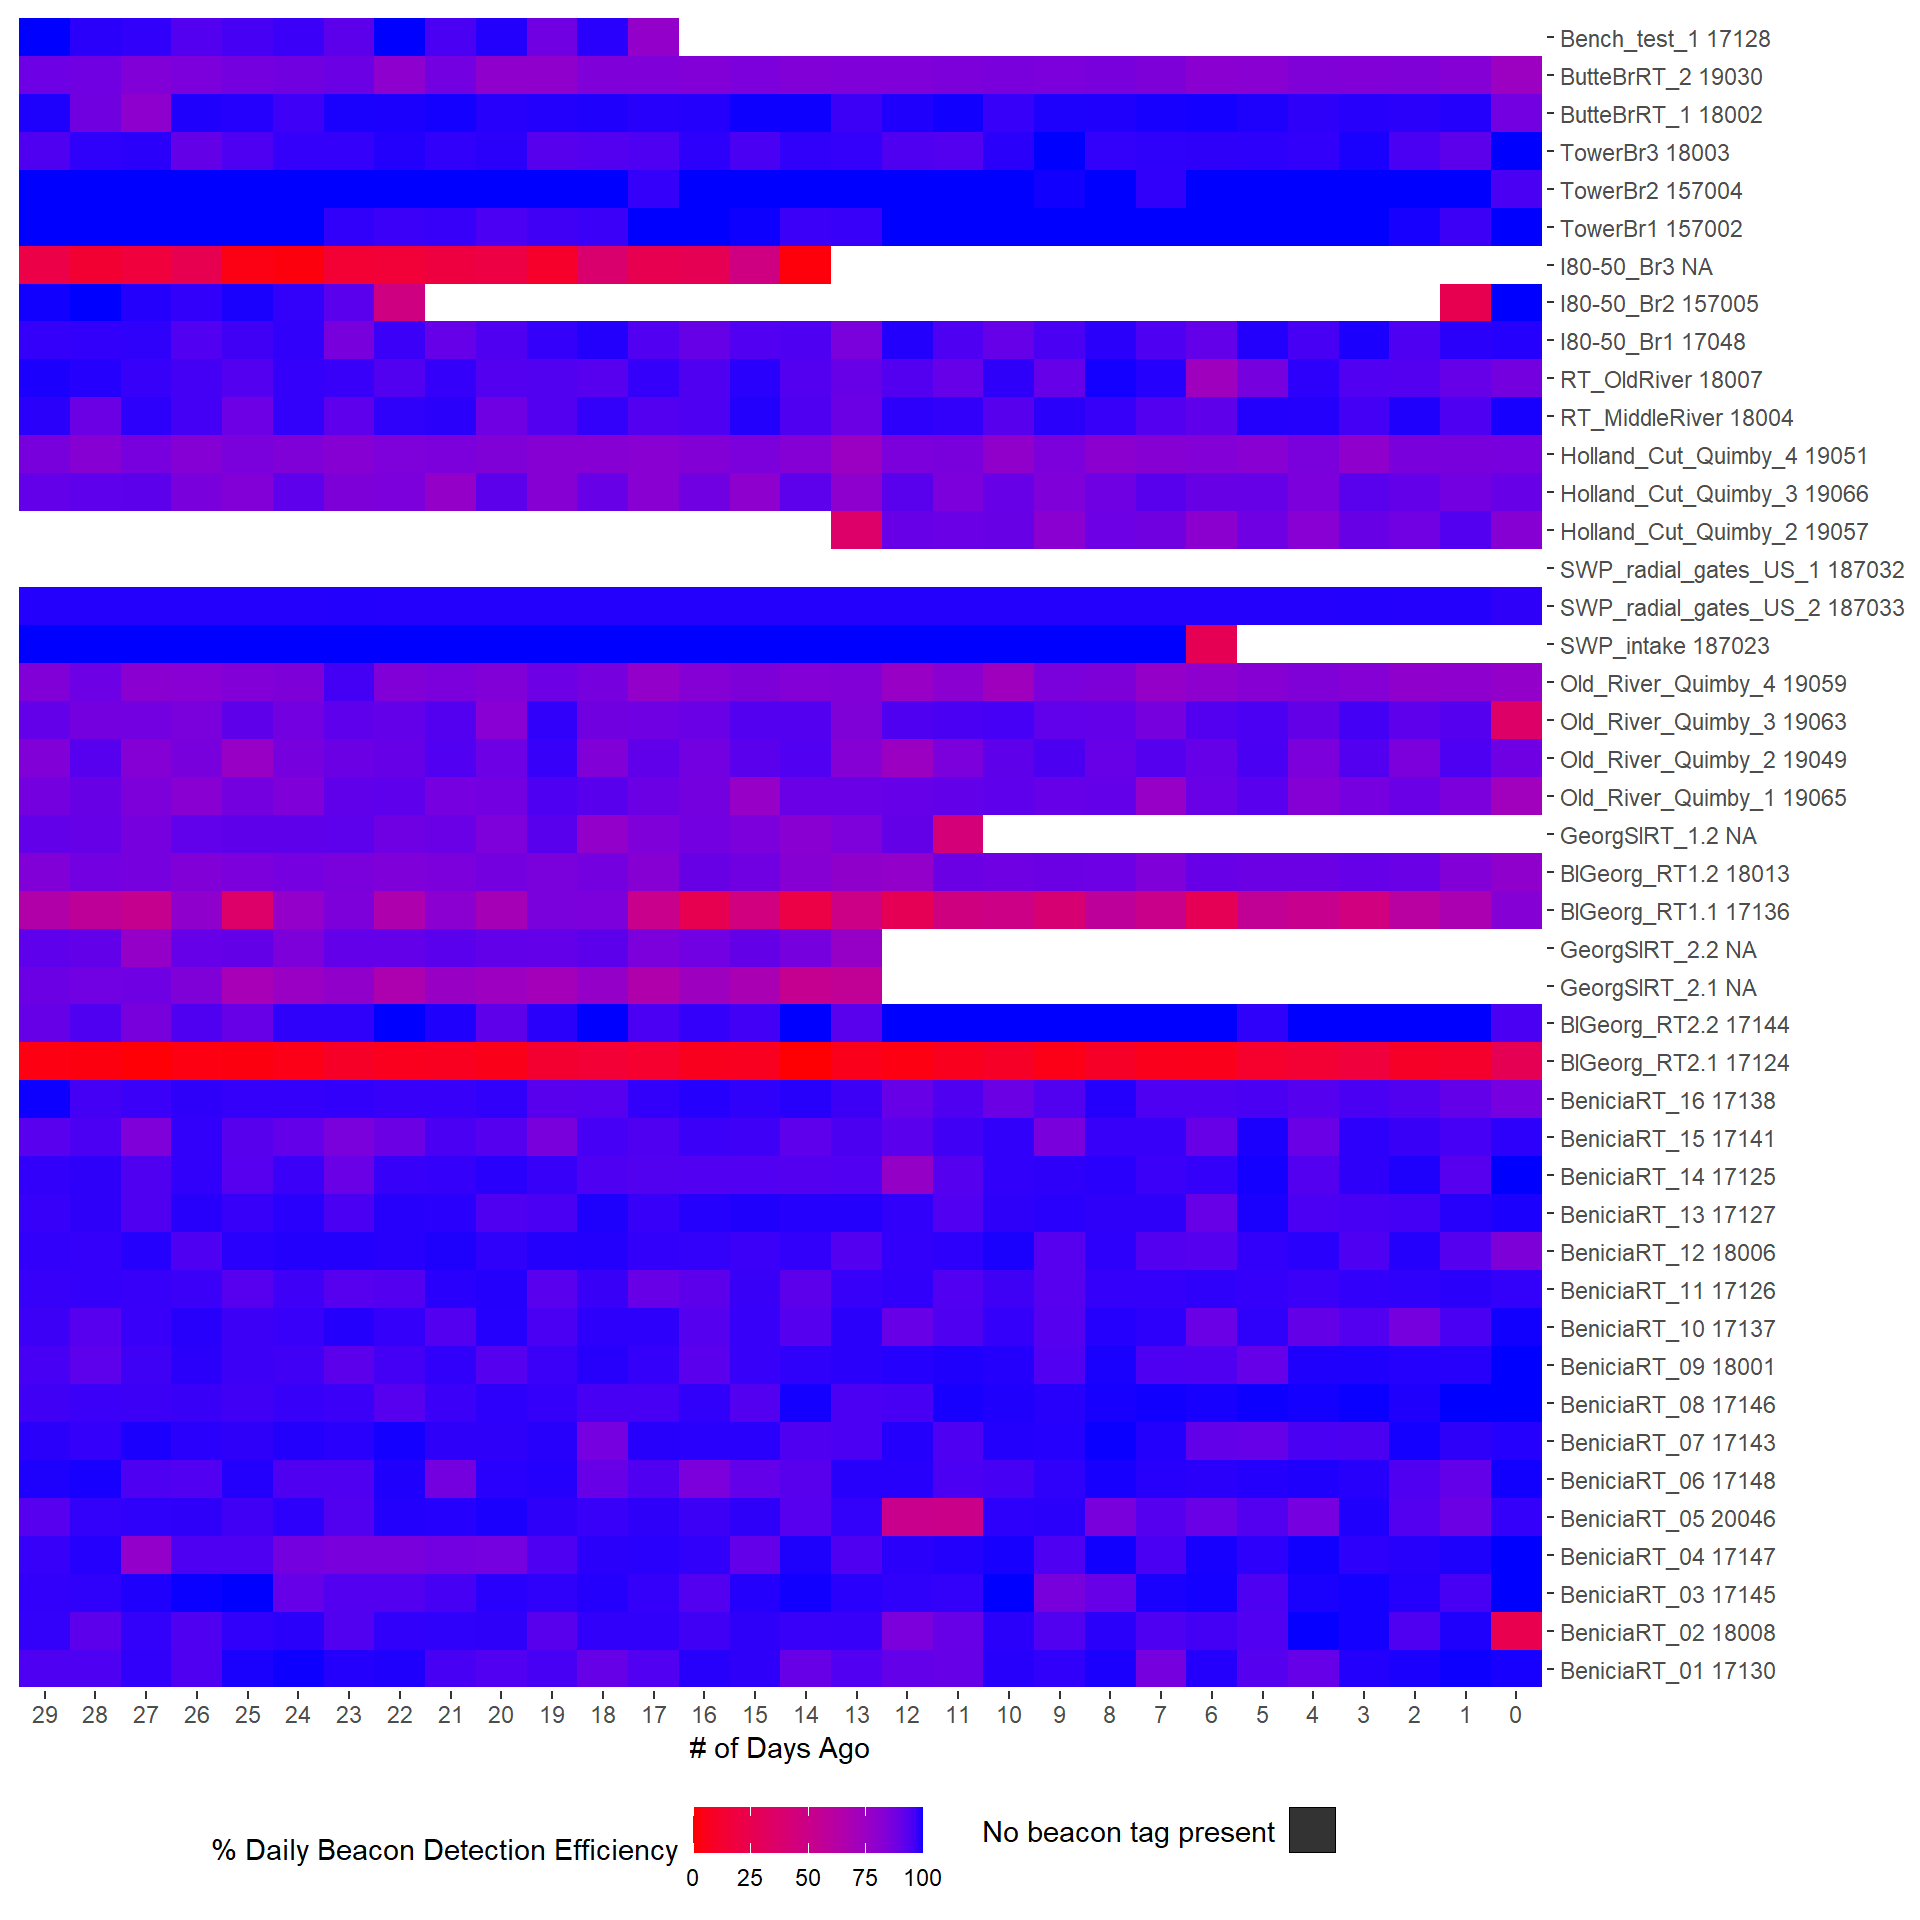 Bench_test_1 17128
ButteBrRT_2 19030
ButteBrRT_1 18002
TowerBr3 18003
TowerBr2 157004
TowerBr1 157002
I80-50_Br3 NA
I80-50_Br2 157005
I80-50_Br1 17048
RT_OldRiver 18007
RT_MiddleRiver 18004
Holland_Cut_Quimby_4 19051
Holland_Cut_Quimby_3 19066
Holland_Cut_Quimby_2 19057
SWP_radial_gates_US_1 187032
SWP_radial_gates_US_2 187033
SWP_intake 187023
Old_River_Quimby_4 19059
Old_River_Quimby_3 19063
Old_River_Quimby_2 19049
Old_River_Quimby_1 19065
GeorgSlRT_1.2 NA
BlGeorg_RT1.2 18013
BlGeorg_RT1.1 17136
GeorgSlRT_2.2 NA
GeorgSlRT_2.1 NA
BlGeorg_RT2.2 17144
BlGeorg_RT2.1 17124
BeniciaRT_16 17138
BeniciaRT_15 17141
BeniciaRT_14 17125
BeniciaRT_13 17127
BeniciaRT_12 18006
BeniciaRT_11 17126
BeniciaRT_10 17137
BeniciaRT_09 18001
BeniciaRT_08 17146
BeniciaRT_07 17143
BeniciaRT_06 17148
BeniciaRT_05 20046
BeniciaRT_04 17147
BeniciaRT_03 17145
BeniciaRT_02 18008
BeniciaRT_01 17130
29 28 27 26 25 24 23 22 21 20 19 18 17 16 15 14 13 12 11 10 9 8 7 6 5 4 3 2 1 0
# of Days Ago
% Daily Beacon Detection Efficiency
0 25 50 75 100
No beacon tag present